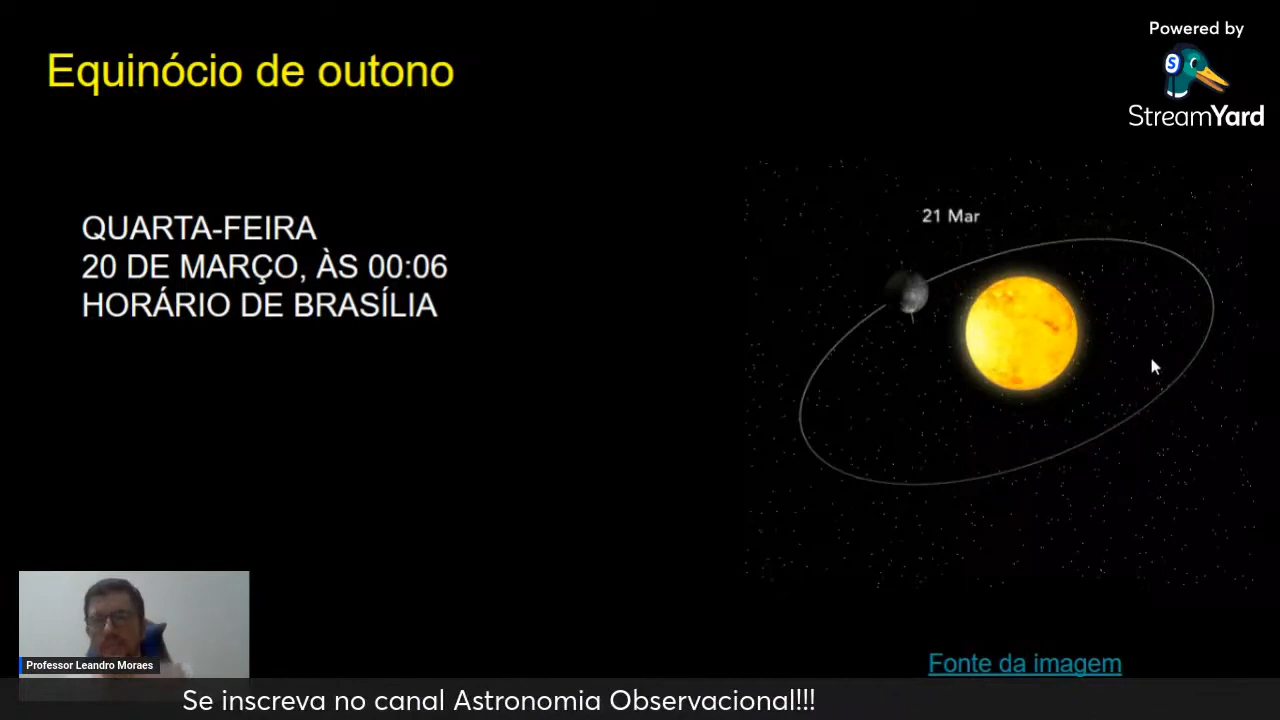 Equinócio de outono
Powered by
S
StreamYard
QUARTA-FEIRA
20 DE MARÇO, ÀS 00:06
HORÁRIO DE BRASÍLIA
21 Mar
Fonte da imagem
Professor Leandro Moraes
Se inscreva no canal Astronomia Observacional!!!